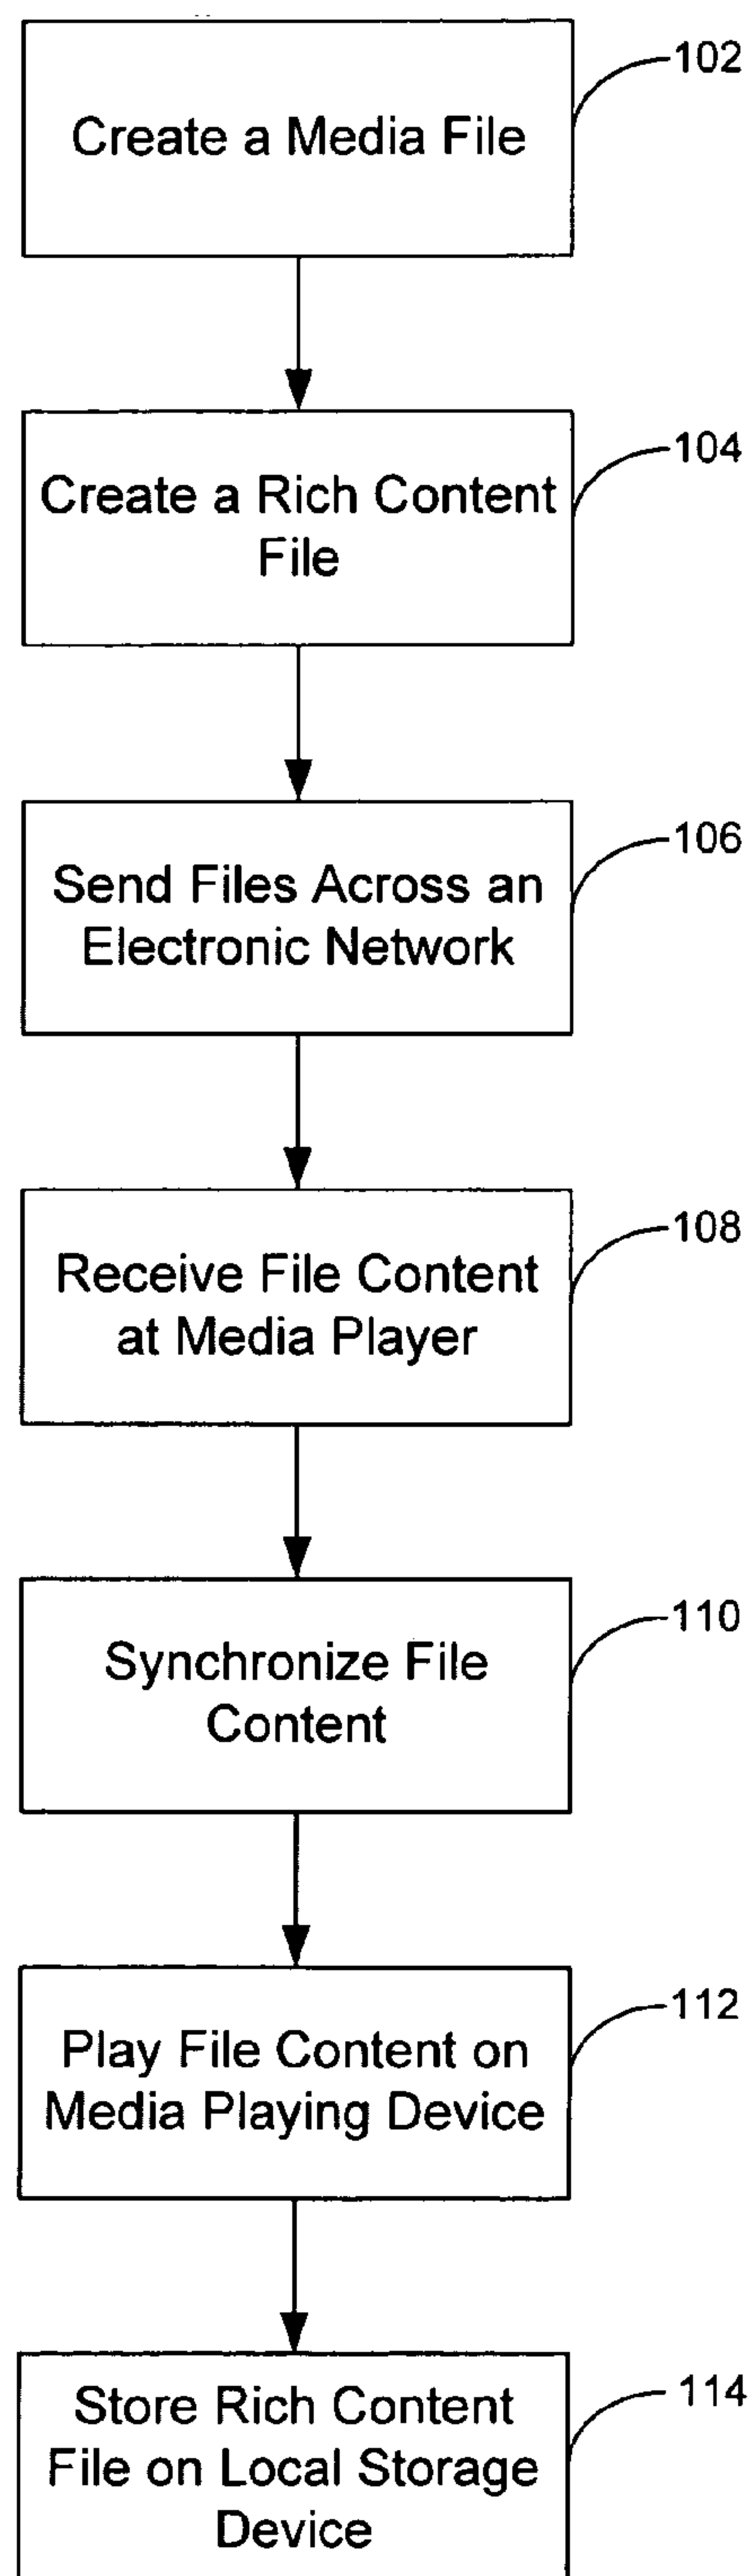 102
Create a Media File
104
Create a Rich Content
File
106
Send Files Across an
Electronic Network
108
Receive File Content
at Media Player
110
Synchronize File
Content
112
Play File Content on
Media Playing Device
114
Store Rich Content
File on Local Storage
Device